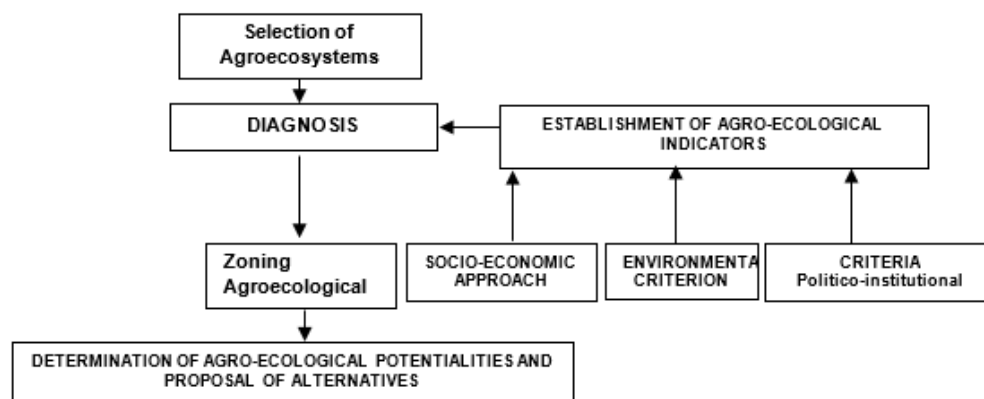 Selection of
Agroecosystems
DIAGNOSIS
ESTABLISHMENT OF AGRO-ECOLOGICAL
INDICATORS
Zoning
Agroecological
SOCIO-ECONOMIC
APPROACH
ENVIRONMENTA
CRITERION
CRITERIA
Politico-institutional
DETERMINATION OF AGRO-ECOLOGICAL POTENTIALITIES AND
PROPOSAL OF ALTERNATIVES